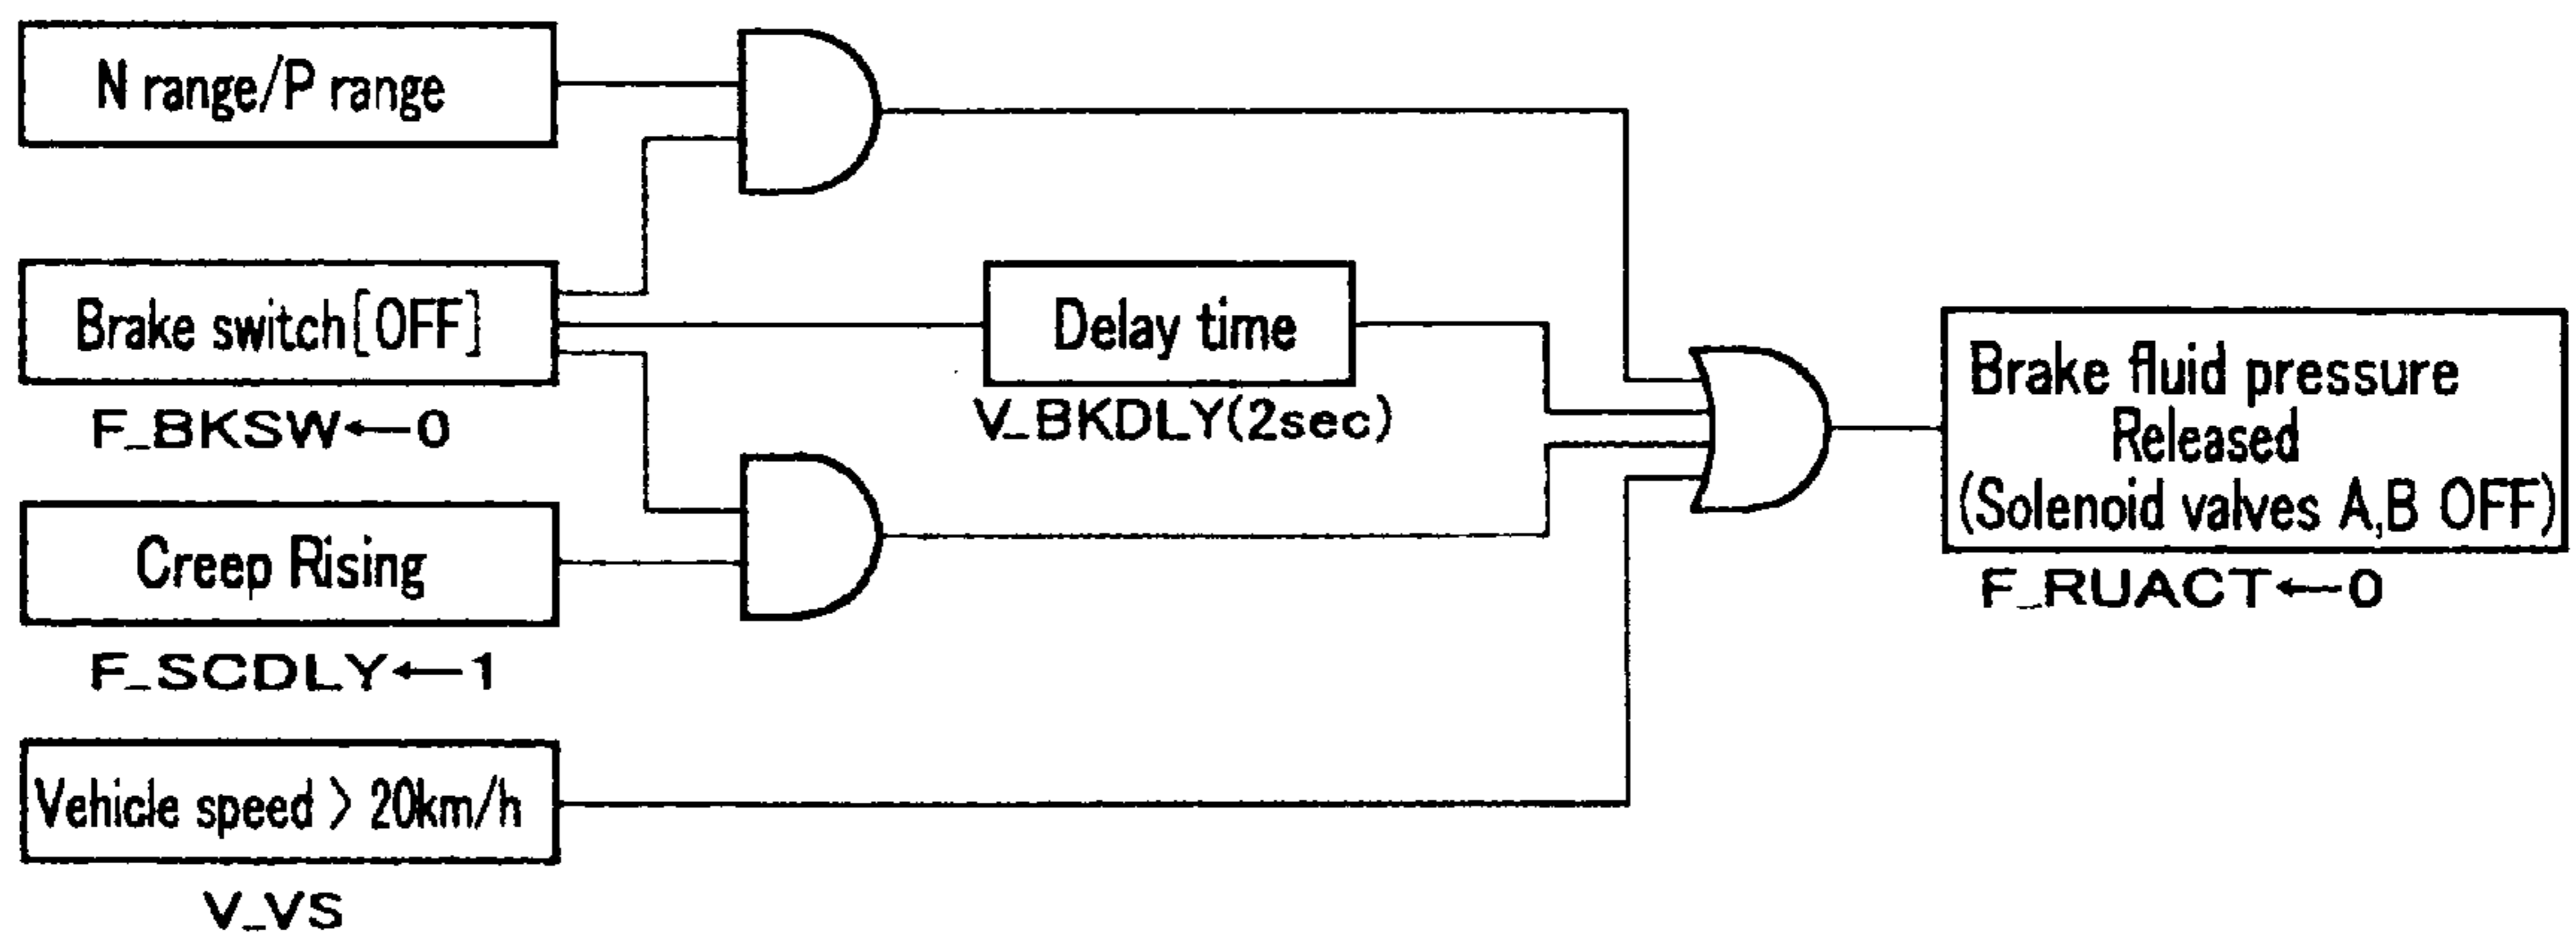 N range/P range
Brake switch[OFF]
F_BKSW←0
Delay time
V_BKDLY(2sec)
Creep Rising
F_SCDLY←1
Vehicle speed > 20km/h
V_VS
Brake fluid pressure
Released
(Solenoid valves A,B OFF)
F_RUACT←0